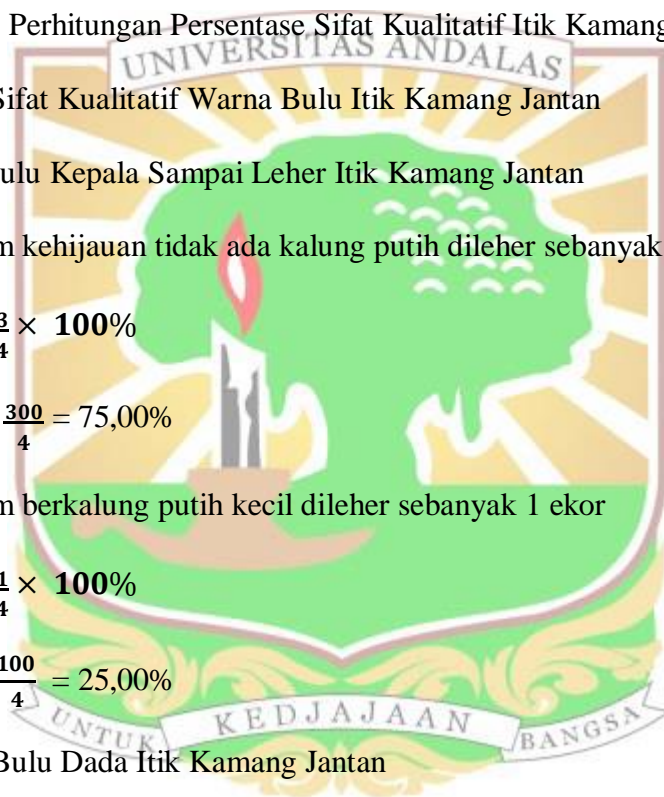 Perhitungan Persentase Sifat Kualitatif Itik Kamang
UNIVERSITAS ANDALAS
Sifat Kualitatif Warna Bulu Itik Kamang Jantan
ulu Kepala Sampai Leher Itik Kamang Jantan
m kehijauan tidak ada kalung putih dileher sebanyak
3/4 × 100%
300/4 = 75,00%
m berkalung putih kecil dileher sebanyak 1 ekor
1/4 × 100%
100/4 = 25,00%
UNTUK KEDJAJAAN BANGSA
Bulu Dada Itik Kamang Jantan